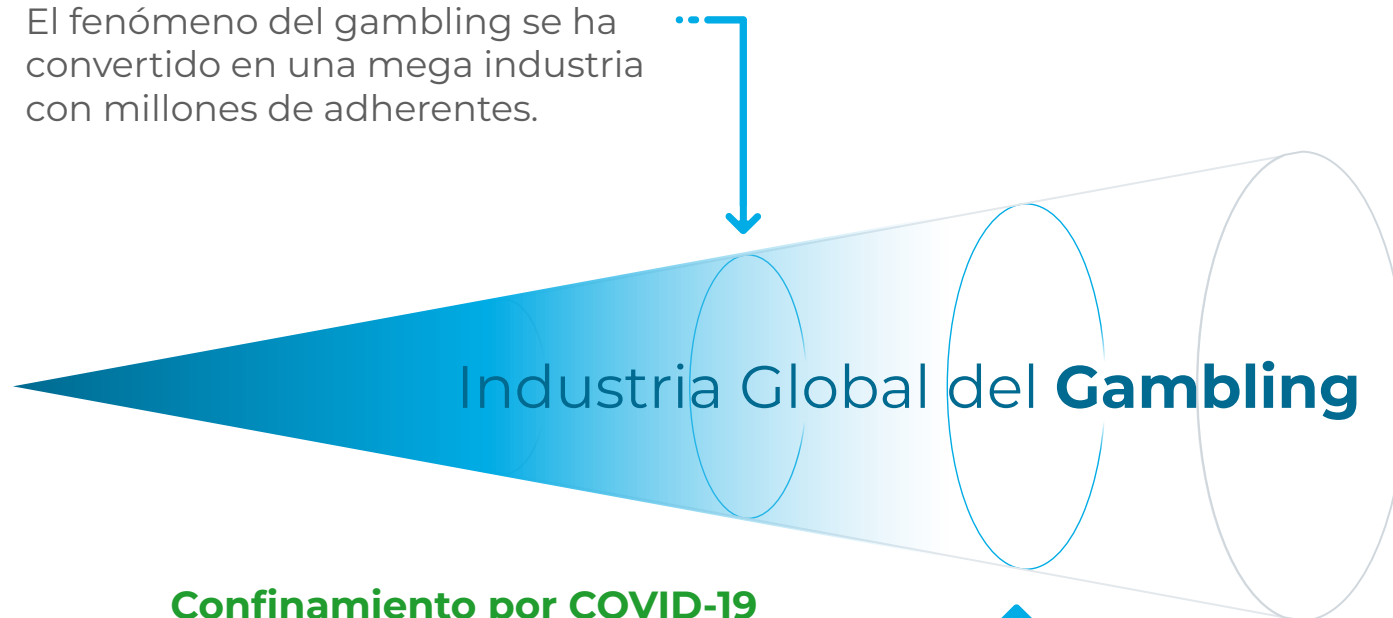 El fenómeno del gambling se ha
convertido en una mega industria
con millones de adherentes.
Industria Global del Gambling
Confinamiento por COVID-19